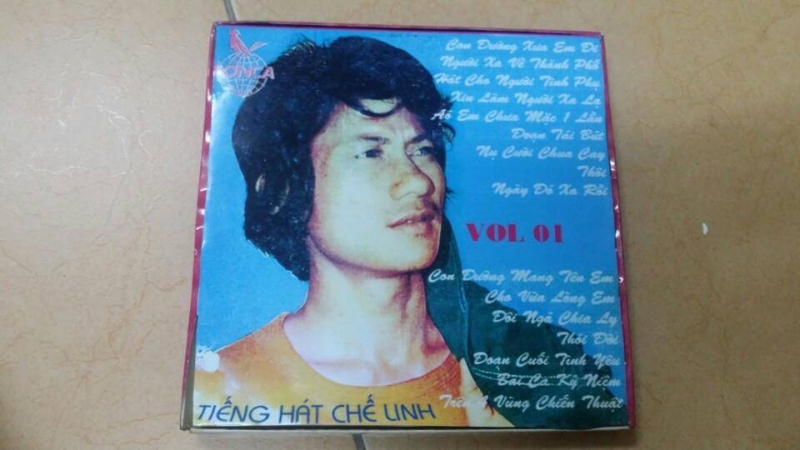 Con Đường Xưa Em Đi
Người Xa Về Thành Phố
Hát Cho Người Tình Phụ
Xin Làm Người Xa Lạ
Áo Em Chưa Mặc 1 Lần
Đoạn Tái Bút
Nụ Cười Chua Cay
Thôi
Ngày Đó Xa Rồi
VOL 01
Con Đường Mang Tên Em
Cho Vừa Lòng Em
Đôi Ngả Chia Ly
Thói Đời
Đoạn Cuối Tình Yêu
Bài Ca Kỷ Niệm
Trên 4 Vùng Chiến Thuật
TIẾNG HÁT CHẾ LINH